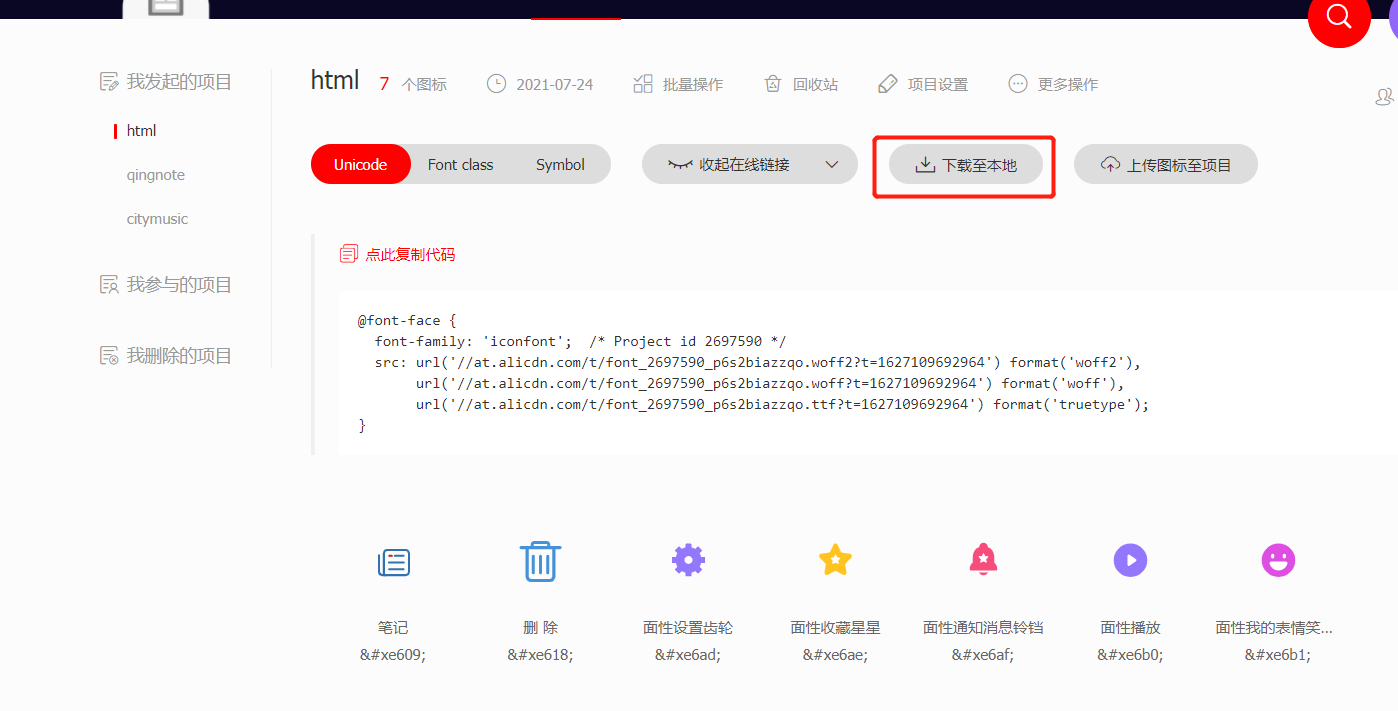 我发起的项目
html
qingnote
citymusic
我参与的项目
我删除的项目
html 7 个图标 2021-07-24 批量操作 回收站 项目设置 更多操作
Unicode Font class Symbol 收起在线链接 下载至本地 上传图标至项目
点此复制代码
@font-face {
  font-family: 'iconfont';  /* Project id 2697590 */
  src: url('//at.alicdn.com/t/font_2697590_p6s2biazzqo.woff2?t=1627109692964') format('woff2'),
       url('//at.alicdn.com/t/font_2697590_p6s2biazzqo.woff?t=1627109692964') format('woff'),
       url('//at.alicdn.com/t/font_2697590_p6s2biazzqo.ttf?t=1627109692964') format('truetype');
}
笔记 删 除 面性设置齿轮 面性收藏星星 面性通知消息铃铛 面性播放 面性我的表情笑...
&#xe609; &#xe618; &#xe6ad; &#xe6ae; &#xe6af; &#xe6b0; &#xe6b1;